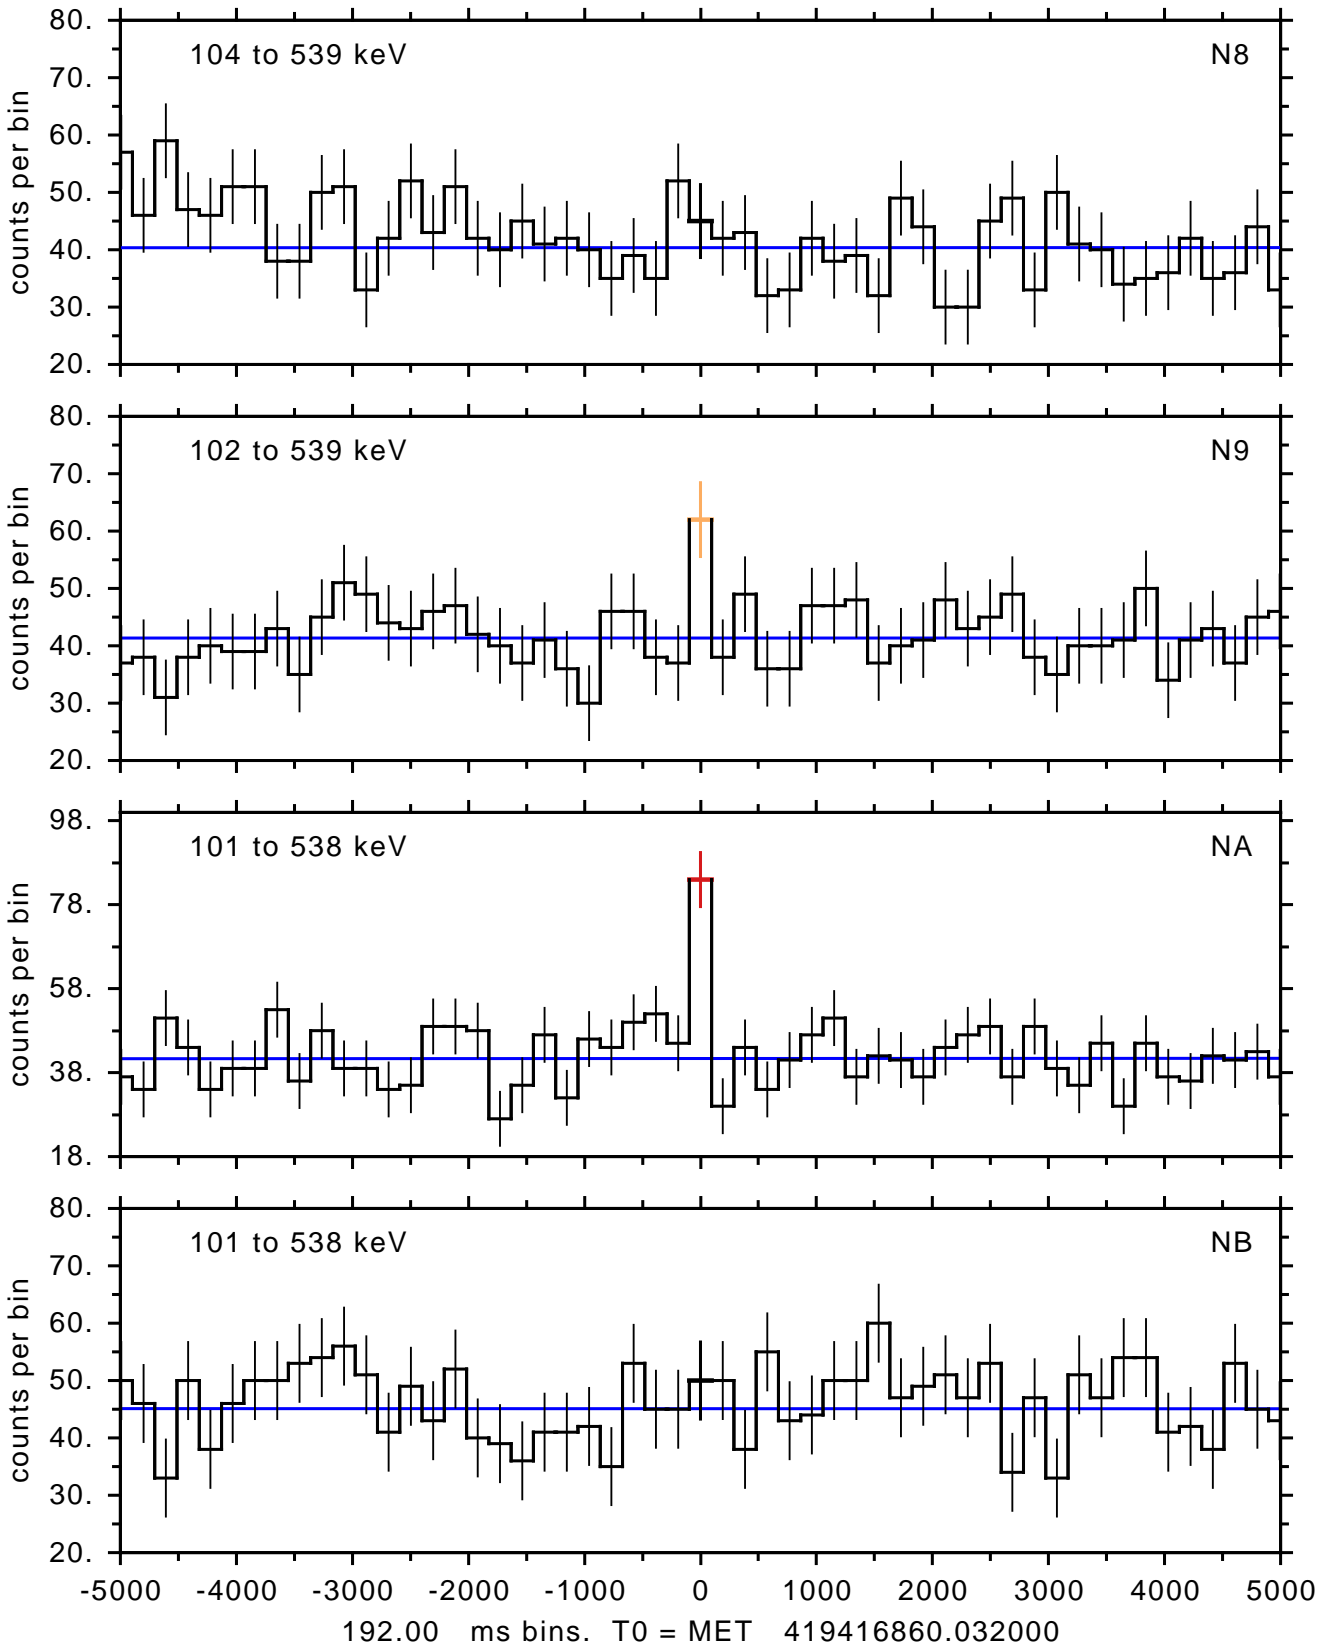 80.
104 to 539 keV N8
70.
60.
50.
40.
30.
20.
counts per bin
80.
102 to 539 keV N9
70.
60.
50.
40.
30.
20.
counts per bin
98.
101 to 538 keV NA
78.
58.
38.
18.
counts per bin
80.
101 to 538 keV NB
70.
60.
50.
40.
30.
20.
counts per bin
-5000 -4000 -3000 -2000 -1000 0 1000 2000 3000 4000 5000
192.00 ms bins. T0 = MET 419416860.032000